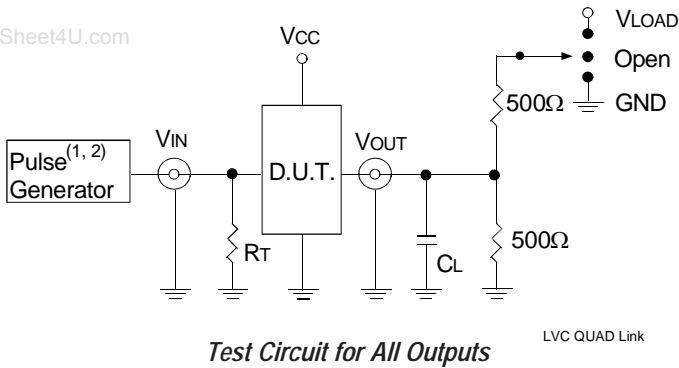 Sheet4U.com
VCC
VLOAD
Open
GND
500Ω
Pulse(1, 2)
Generator
VIN
D.U.T.
VOUT
RT
CL
500Ω
LVC QUAD Link
Test Circuit for All Outputs